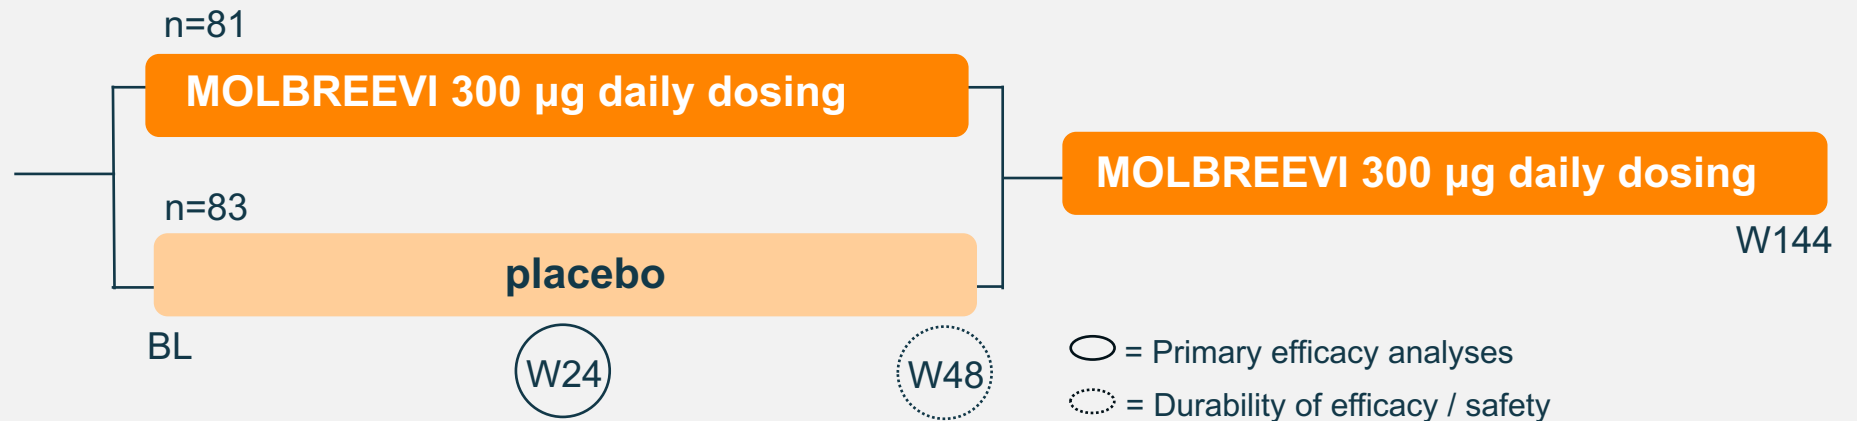 n=81
MOLBREEVI 300 µg daily dosing
MOLBREEVI 300 µg daily dosing
n=83
placebo
W144
BL
W24
W48
= Primary efficacy analyses
= Durability of efficacy / safety